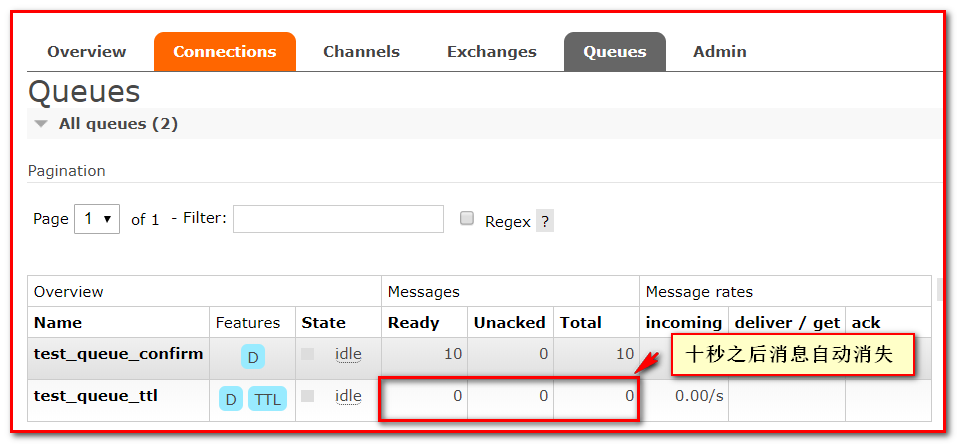 Overview Connections Channels Exchanges Queues Admin
Queues
All queues (2)
Pagination
Page 1 of 1 - Filter: Regex ?
Overview Messages Message rates
Name Features State Ready Unacked Total incoming deliver / get ack
test_queue_confirm D idle 10 0 10
十秒之后消息自动消失
test_queue_ttl D TTL idle 0 0 0 0.00/s